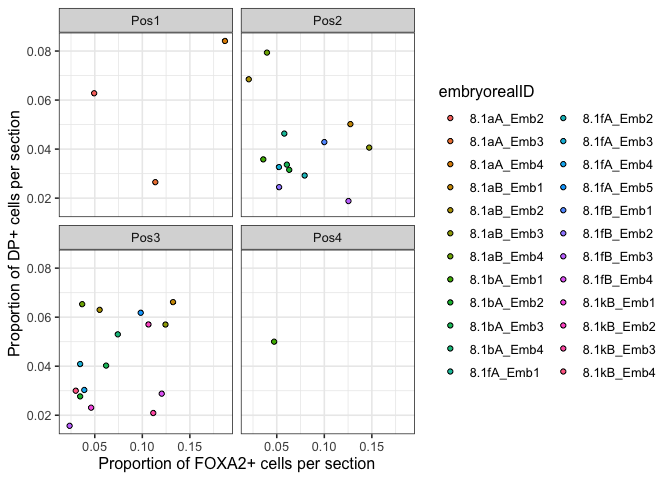 Pos1
Pos2
0.08
0.06
0.04
0.02
Pos3
Pos4
0.08
0.06
0.04
0.02
0.05
0.10
0.15
0.05
0.10
0.15
Proportion of FOXA2+ cells per section
Proportion of DP+ cells per section
embryorealID
8.1aA_Emb2
8.1aA_Emb3
8.1aA_Emb4
8.1aB_Emb1
8.1aB_Emb2
8.1aB_Emb3
8.1aB_Emb4
8.1bA_Emb1
8.1bA_Emb2
8.1bA_Emb3
8.1bA_Emb4
8.1fA_Emb1
8.1fA_Emb2
8.1fA_Emb3
8.1fA_Emb4
8.1fA_Emb5
8.1fB_Emb1
8.1fB_Emb2
8.1fB_Emb3
8.1fB_Emb4
8.1kB_Emb1
8.1kB_Emb2
8.1kB_Emb3
8.1kB_Emb4